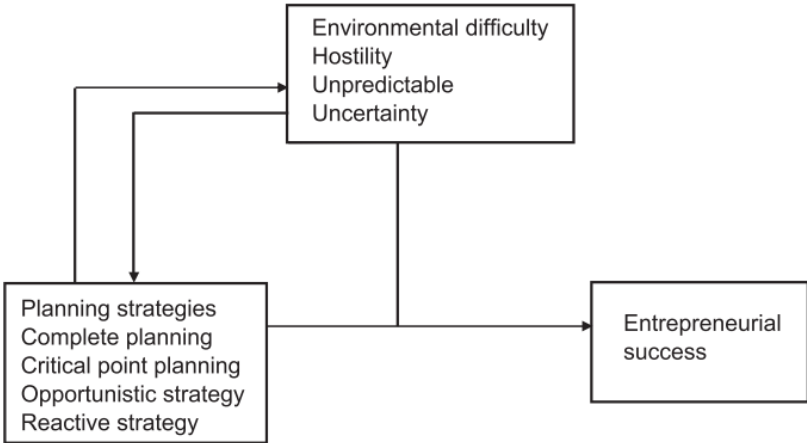 Environmental difficulty
Hostility
Unpredictable
Uncertainty
Planning strategies
Complete planning
Critical point planning
Opportunistic strategy
Reactive strategy
Entrepreneurial
success